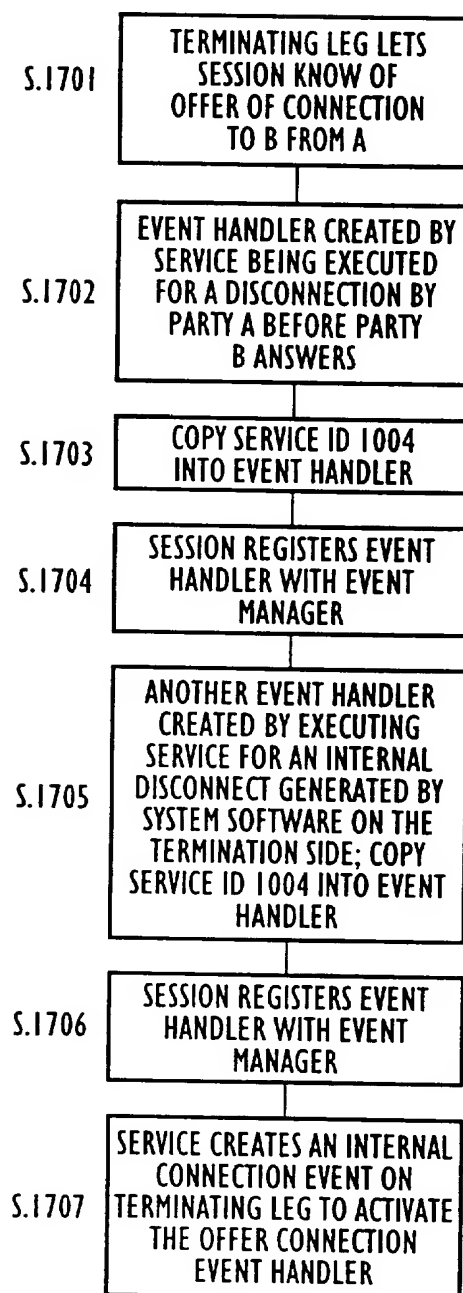 S.1701
TERMINATING LEG LETS
SESSION KNOW OF
OFFER OF CONNECTION
TO B FROM A
S.1702
EVENT HANDLER CREATED BY
SERVICE BEING EXECUTED
FOR A DISCONNECTION BY
PARTY A BEFORE PARTY
B ANSWERS
S.1703
COPY SERVICE ID 1004
INTO EVENT HANDLER
S.1704
SESSION REGISTERS EVENT
HANDLER WITH EVENT
MANAGER
S.1705
ANOTHER EVENT HANDLER
CREATED BY EXECUTING
SERVICE FOR AN INTERNAL
DISCONNECT GENERATED BY
SYSTEM SOFTWARE ON THE
TERMINATION SIDE; COPY
SERVICE ID 1004 INTO EVENT
HANDLER
S.1706
SESSION REGISTERS EVENT
HANDLER WITH EVENT
MANAGER
S.1707
SERVICE CREATES AN INTERNAL
CONNECTION EVENT ON
TERMINATING LEG TO ACTIVATE
THE OFFER CONNECTION
EVENT HANDLER